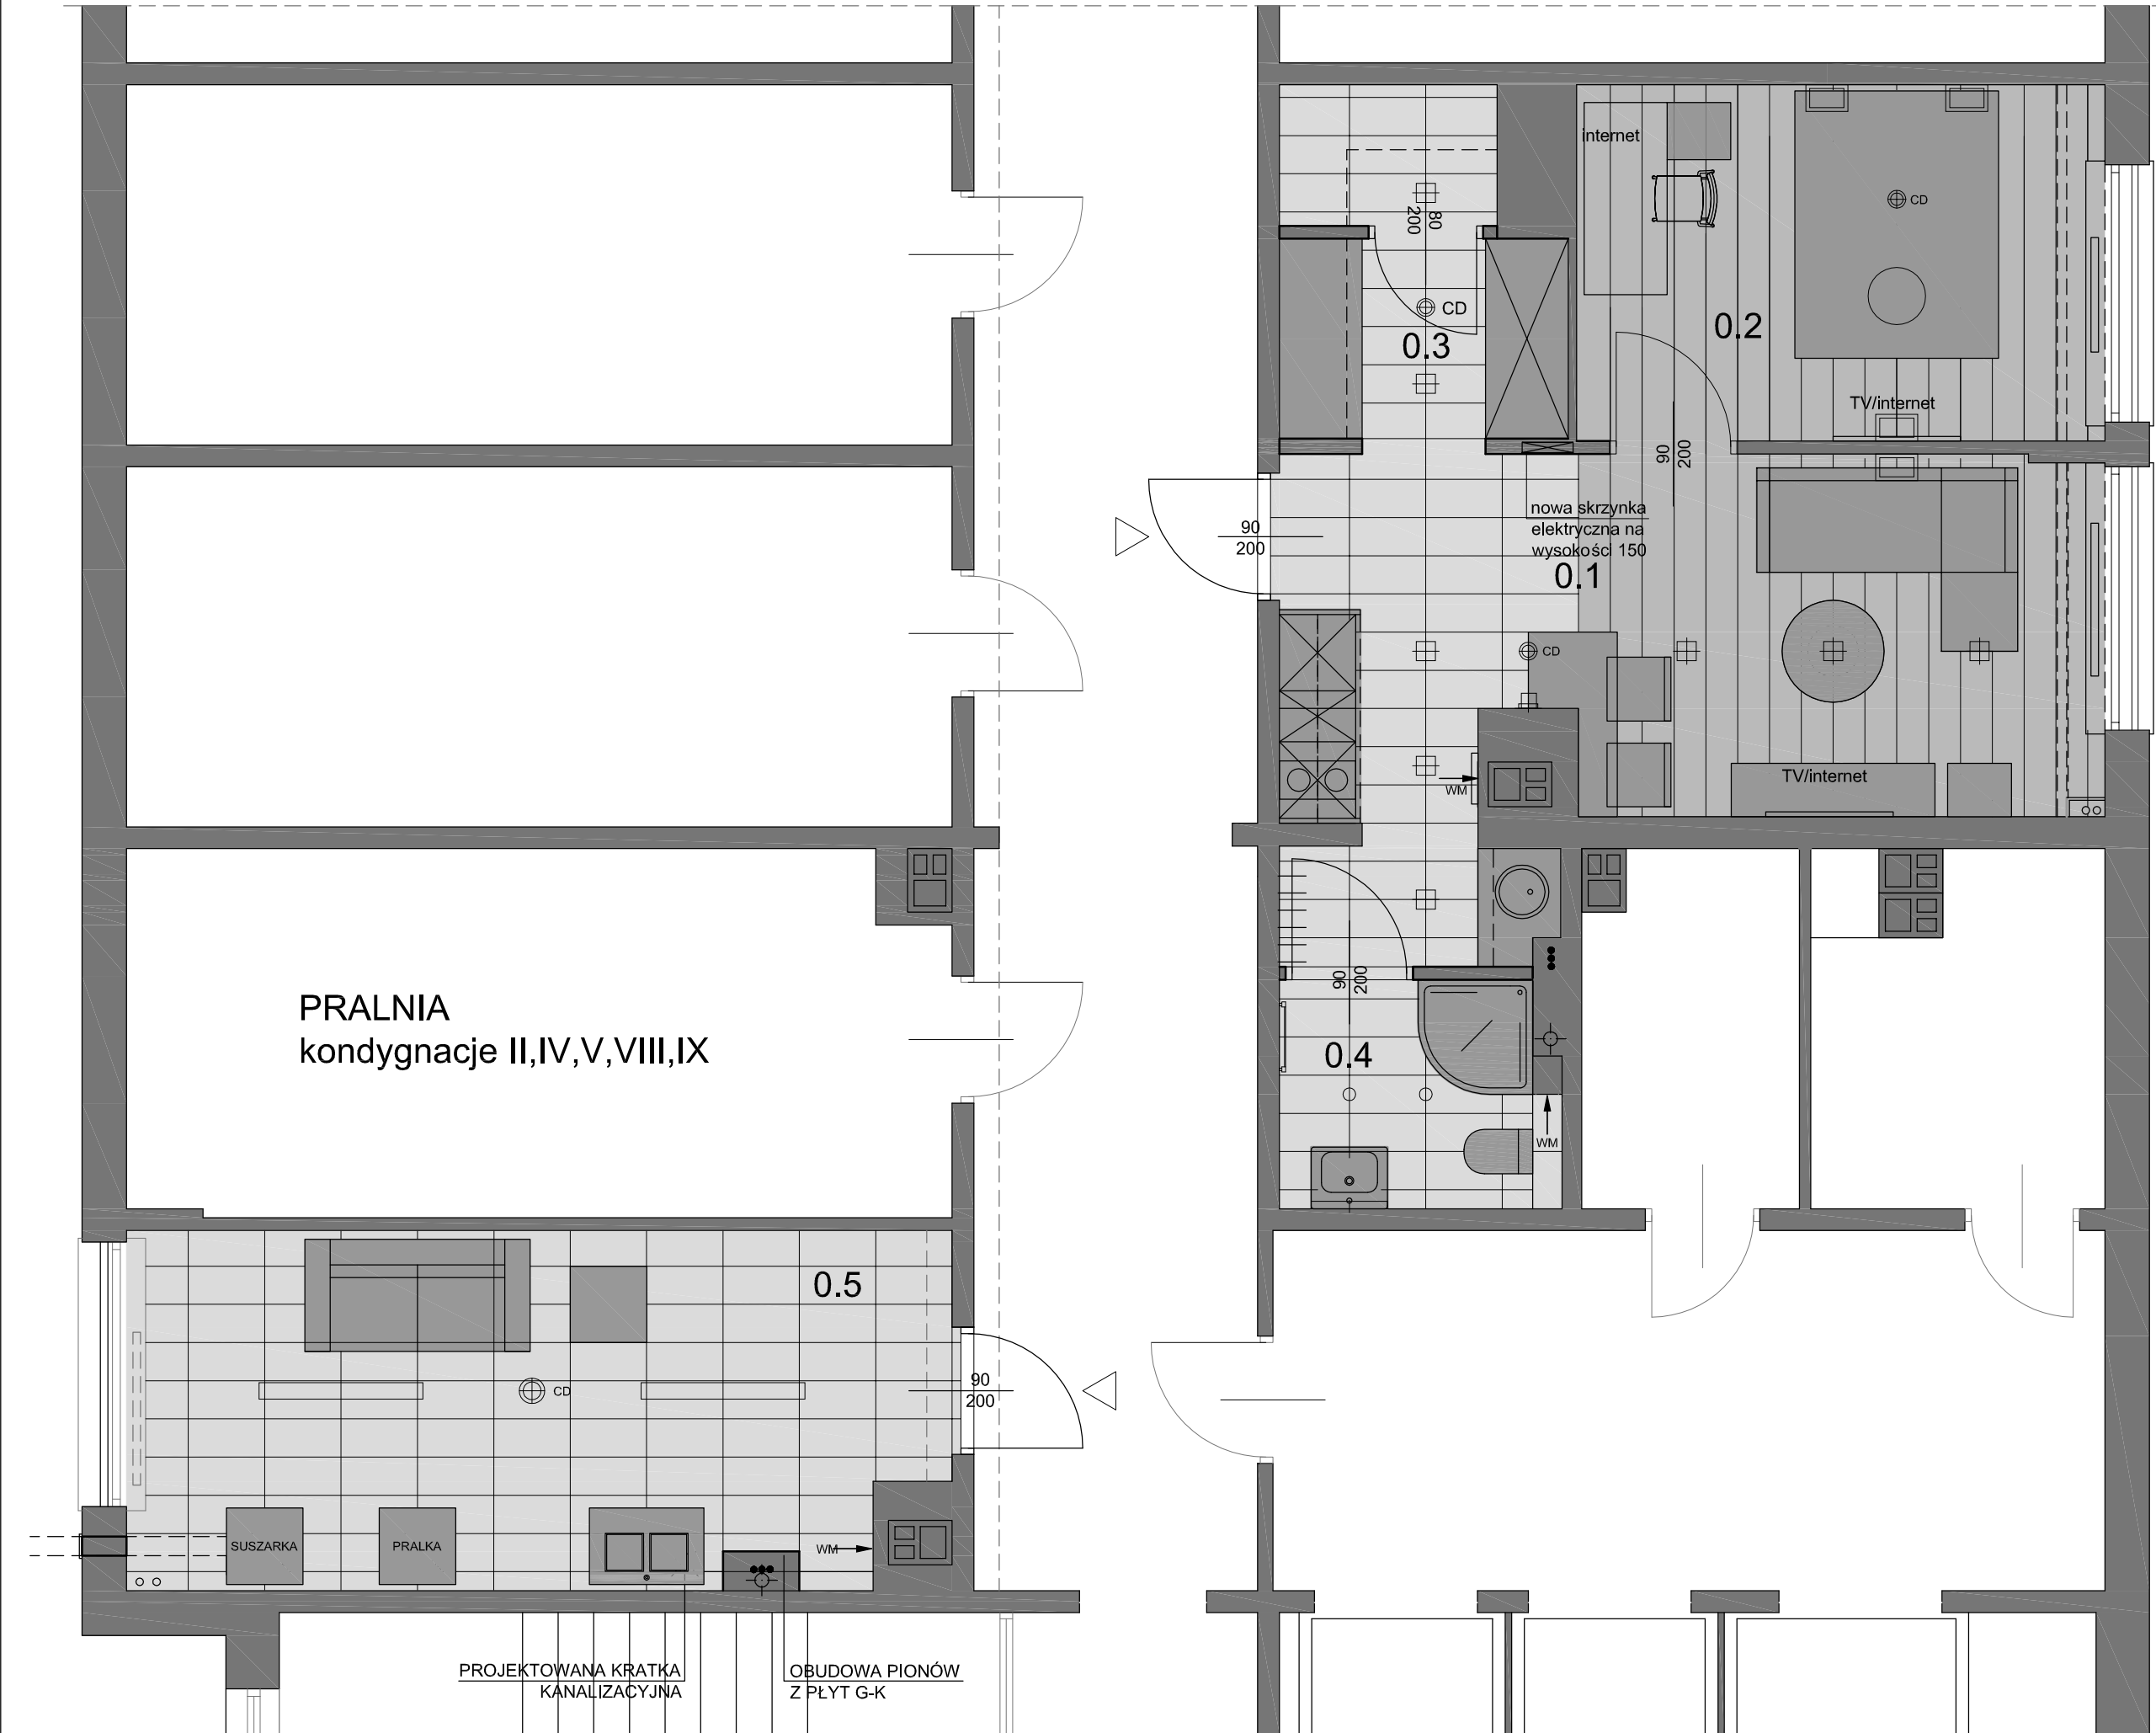 internet
CD
80
200
CD
0.3
0.2
TV/internet
90
200
nowa skrzynka
elektryczna na
wysokości 150
0.1
90
200
CD
TV/internet
WM
PRALNIA
kondygnacje II,IV,V,VIII,IX
90
200
0.4
WM
0.5
CD
90
200
SUSZARKA
PRALKA
WM
PROJEKTOWANA KRATKA
KANALIZACYJNA
OBUDOWA PIONÓW
Z PŁYT G-K